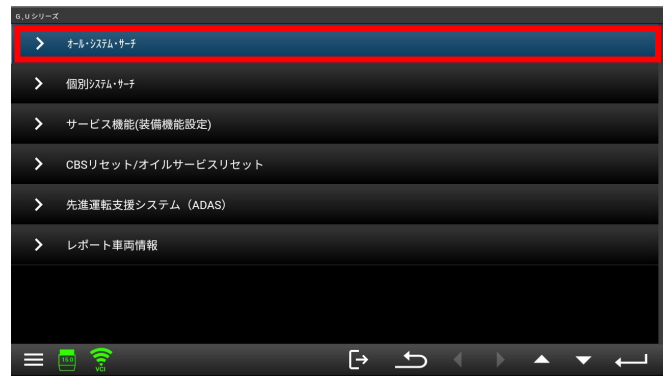 G,Uシリーズ
ｵｰﾙ・ｼｽﾃﾑ・ｻｰﾁ
個別ｼｽﾃﾑ・ｻｰﾁ
サービス機能(装備機能設定)
CBSリセット/オイルサービスリセット
先進運転支援システム（ADAS）
レポート車両情報
15.0
VCI